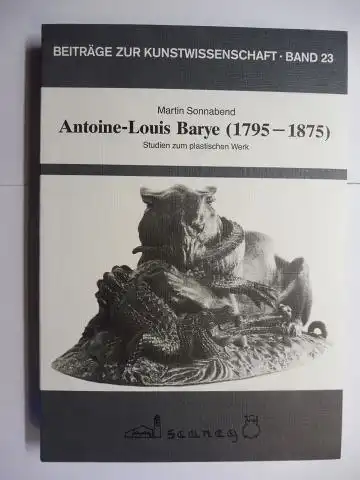 BEITRÄGE ZUR KUNSTWISSENSCHAFT · BAND 23
Martin Sonnabend
Antoine-Louis Barye (1795–1875)
Studien zum plastischen Werk
scaneg